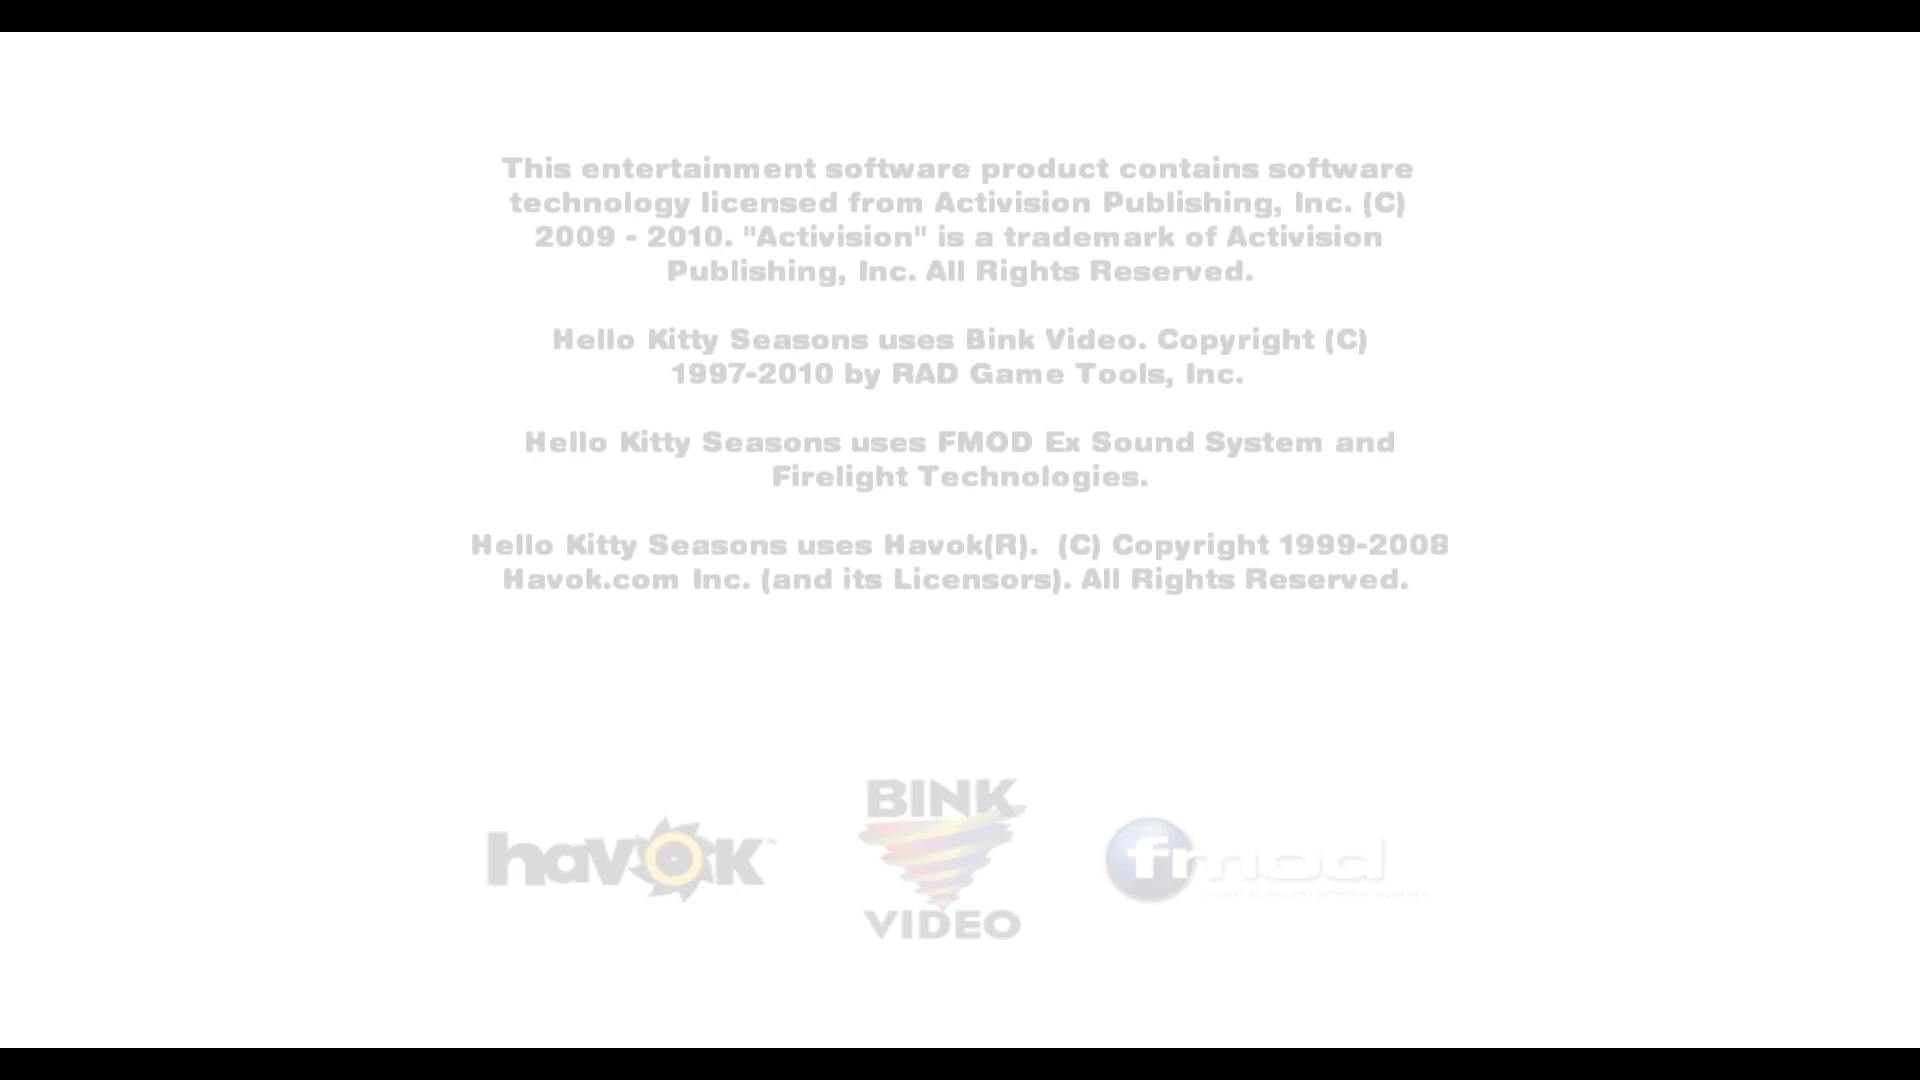 This entertainment software product contains software
technology licensed from Activision Publishing, Inc. (C)
2009 - 2010. "Activision" is a trademark of Activision
Publishing, Inc. All Rights Reserved.
Hello Kitty Seasons uses Bink Video. Copyright (C)
1997-2010 by RAD Game Tools, Inc.
Hello Kitty Seasons uses FMOD Ex Sound System and
Firelight Technologies.
Hello Kitty Seasons uses Havok(R).  (C) Copyright 1999-2008
Havok.com Inc. (and its Licensors). All Rights Reserved.
havok™
BINK
VIDEO
fmod